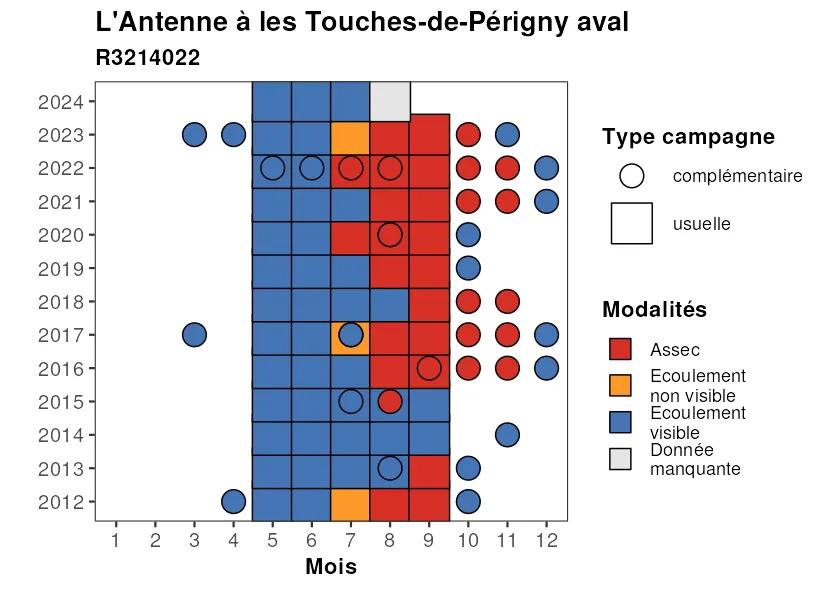 L'Antenne à les Touches-de-Périgny aval
R3214022
2024
2023
2022
2021
2020
2019
2018
2017
2016
2015
2014
2013
2012
1 2 3 4 5 6 7 8 9 10 11 12
Mois
Type campagne
complémentaire
usuelle
Modalités
Assec
Ecoulement
non visible
Ecoulement
visible
Donnée
manquante